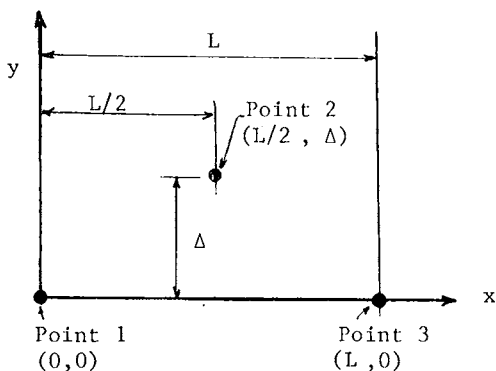 y
L
L/2
Point 2
(L/2 , Δ)
Δ
x
Point 1
(0,0)
Point 3
(L ,0)